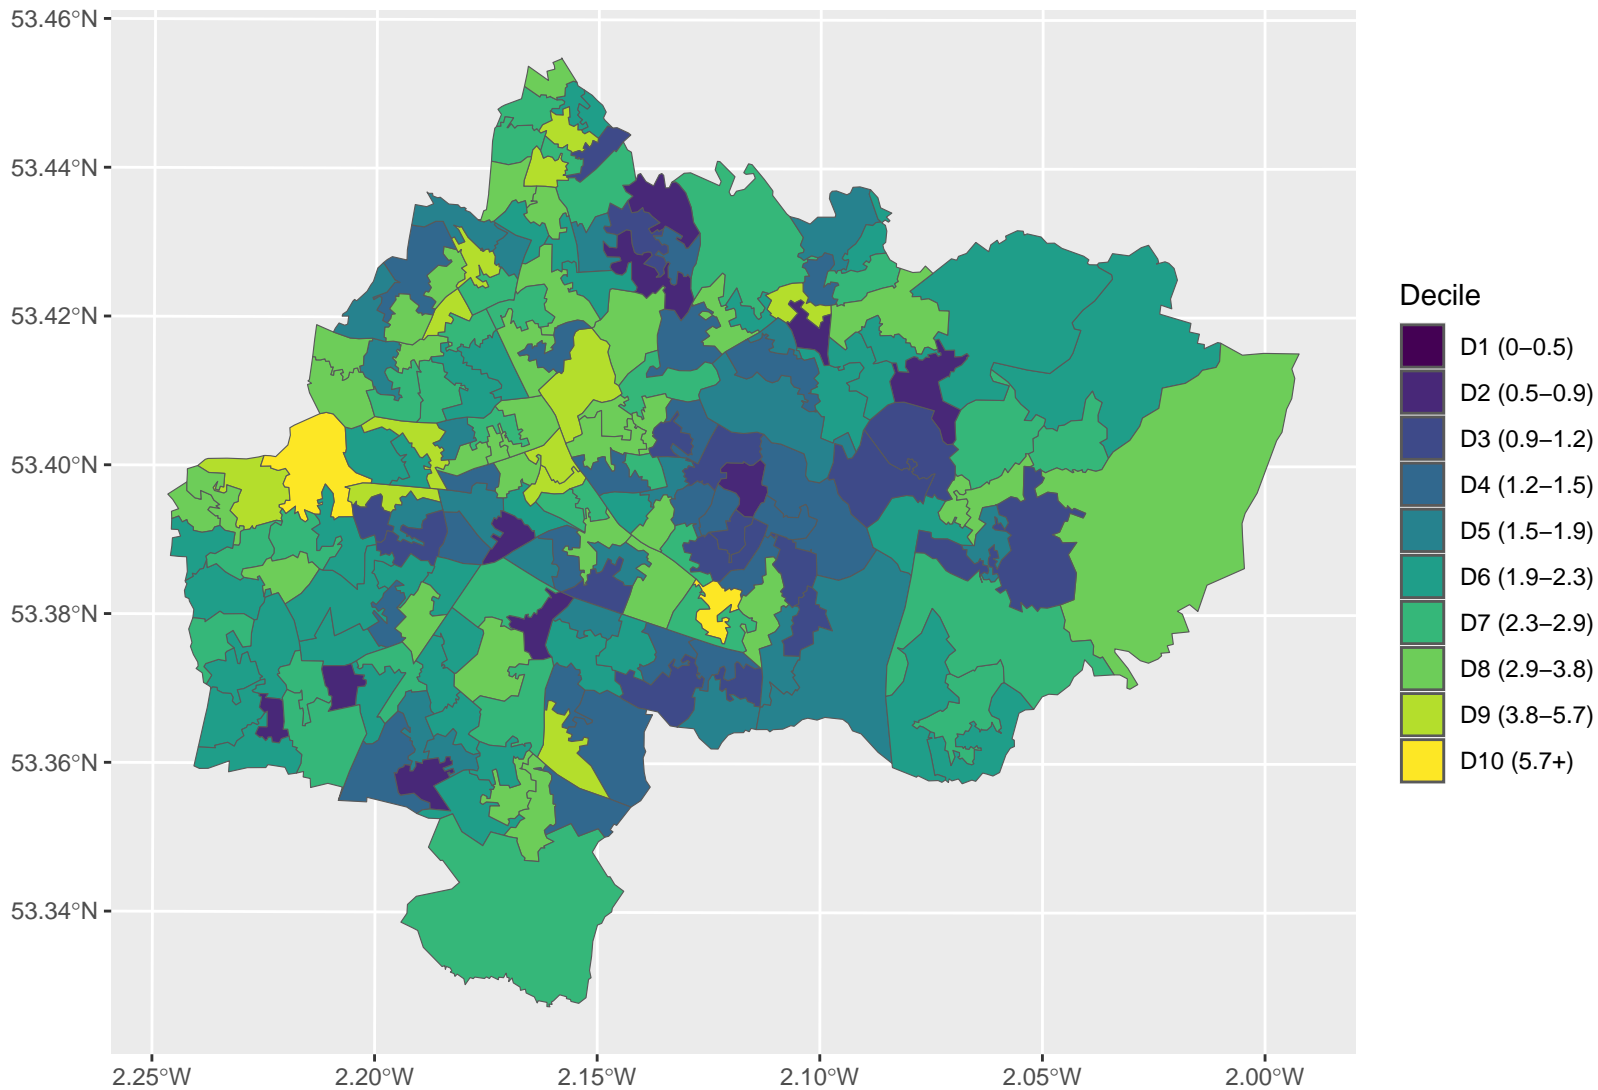 53.46°N
53.44°N
53.42°N
53.40°N
53.38°N
53.36°N
53.34°N
2.25°W
2.20°W
2.15°W
2.10°W
2.05°W
2.00°W
Decile
D1 (0–0.5)
D2 (0.5–0.9)
D3 (0.9–1.2)
D4 (1.2–1.5)
D5 (1.5–1.9)
D6 (1.9–2.3)
D7 (2.3–2.9)
D8 (2.9–3.8)
D9 (3.8–5.7)
D10 (5.7+)